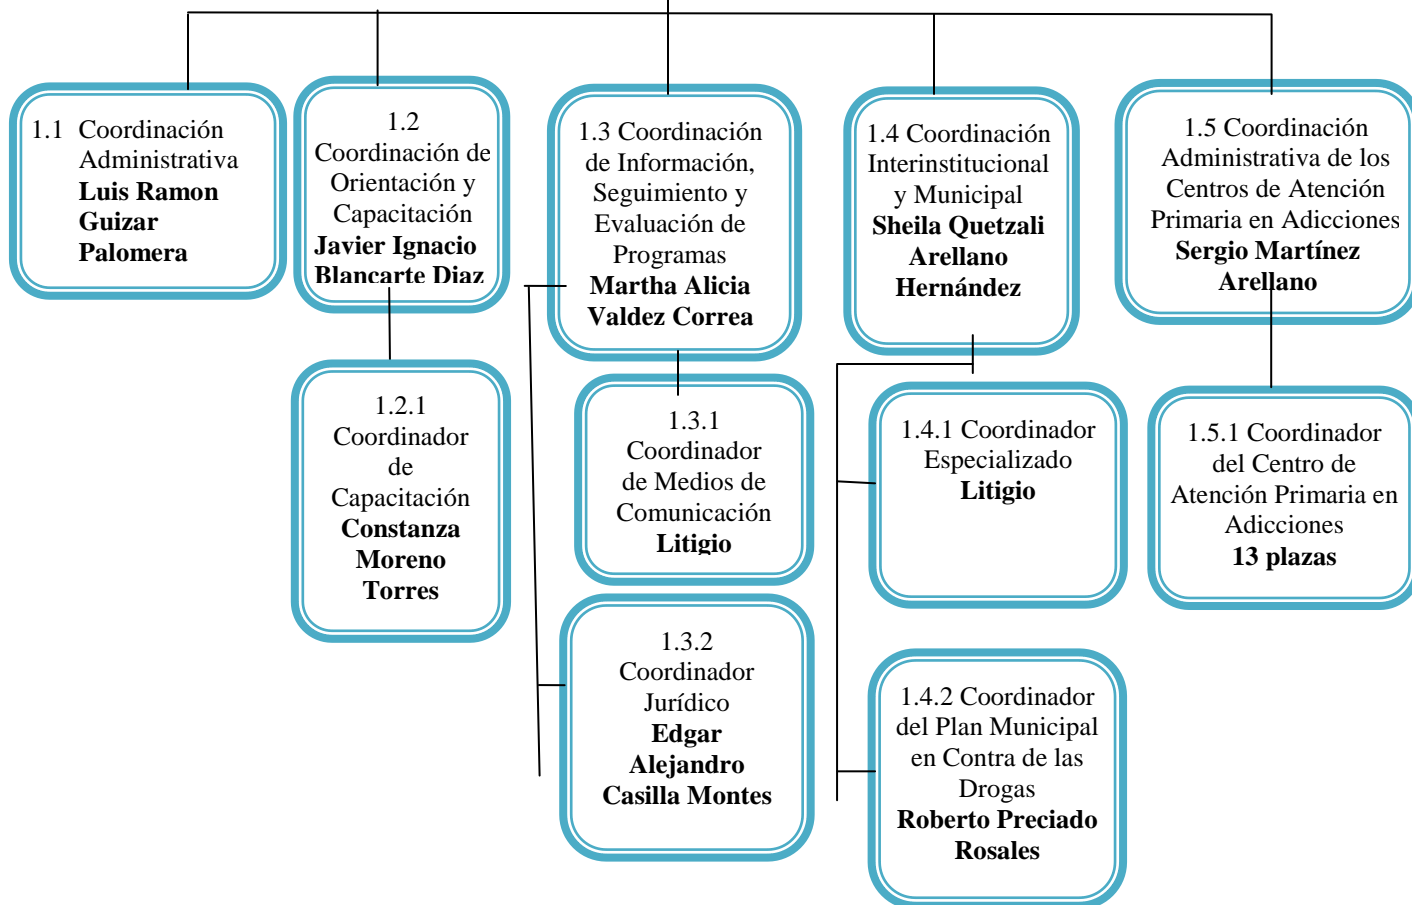 1.1 Coordinación
Administrativa
Luis Ramon
Guizar
Palomera
1.2
Coordinación de
Orientación y
Capacitación
Javier Ignacio
Blancarte Diaz
1.3 Coordinación
de Información,
Seguimiento y
Evaluación de
Programas
Martha Alicia
Valdez Correa
1.4 Coordinación
Interinstitucional
y Municipal
Sheila Quetzali
Arellano
Hernández
1.5 Coordinación
Administrativa de los
Centros de Atención
Primaria en Adicciones
Sergio Martínez
Arellano
1.2.1
Coordinador
de
Capacitación
Constanza
Moreno
Torres
1.3.1
Coordinador
de Medios de
Comunicación
Litigio
1.4.1 Coordinador
Especializado
Litigio
1.5.1 Coordinador
del Centro de
Atención Primaria en
Adicciones
13 plazas
1.3.2
Coordinador
Jurídico
Edgar
Alejandro
Casilla Montes
1.4.2 Coordinador
del Plan Municipal
en Contra de las
Drogas
Roberto Preciado
Rosales